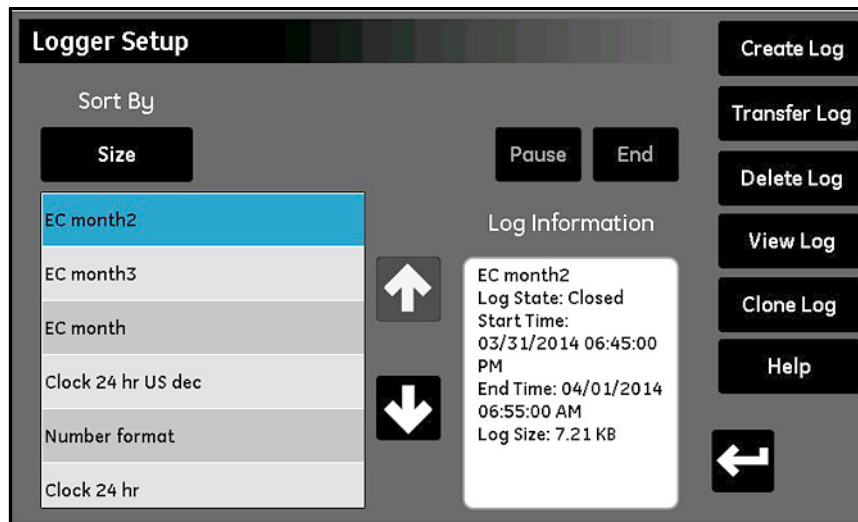 Logger Setup
Sort By
Size
Pause
End
EC month2
EC month3
EC month
Clock 24 hr US dec
Number format
Clock 24 hr
Log Information
EC month2
Log State: Closed
Start Time:
03/31/2014 06:45:00
PM
End Time: 04/01/2014
06:55:00 AM
Log Size: 7.21 KB
Create Log
Transfer Log
Delete Log
View Log
Clone Log
Help